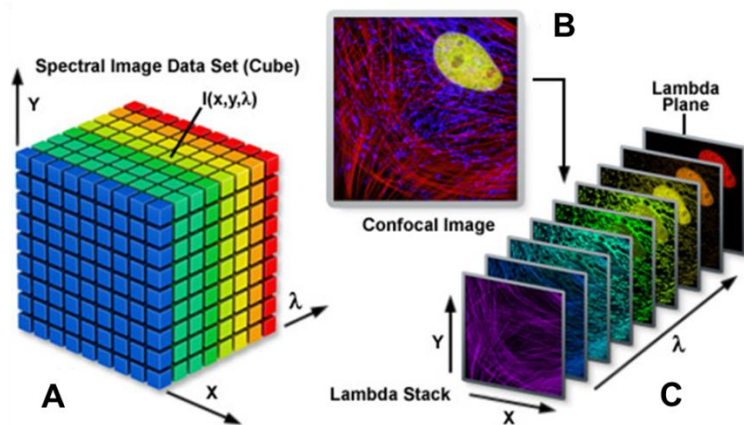 Spectral Image Data Set (Cube)
Y
I(x,y,λ)
λ
X
A
B
Confocal Image
Lambda
Plane
Y
Lambda Stack
X
λ
C